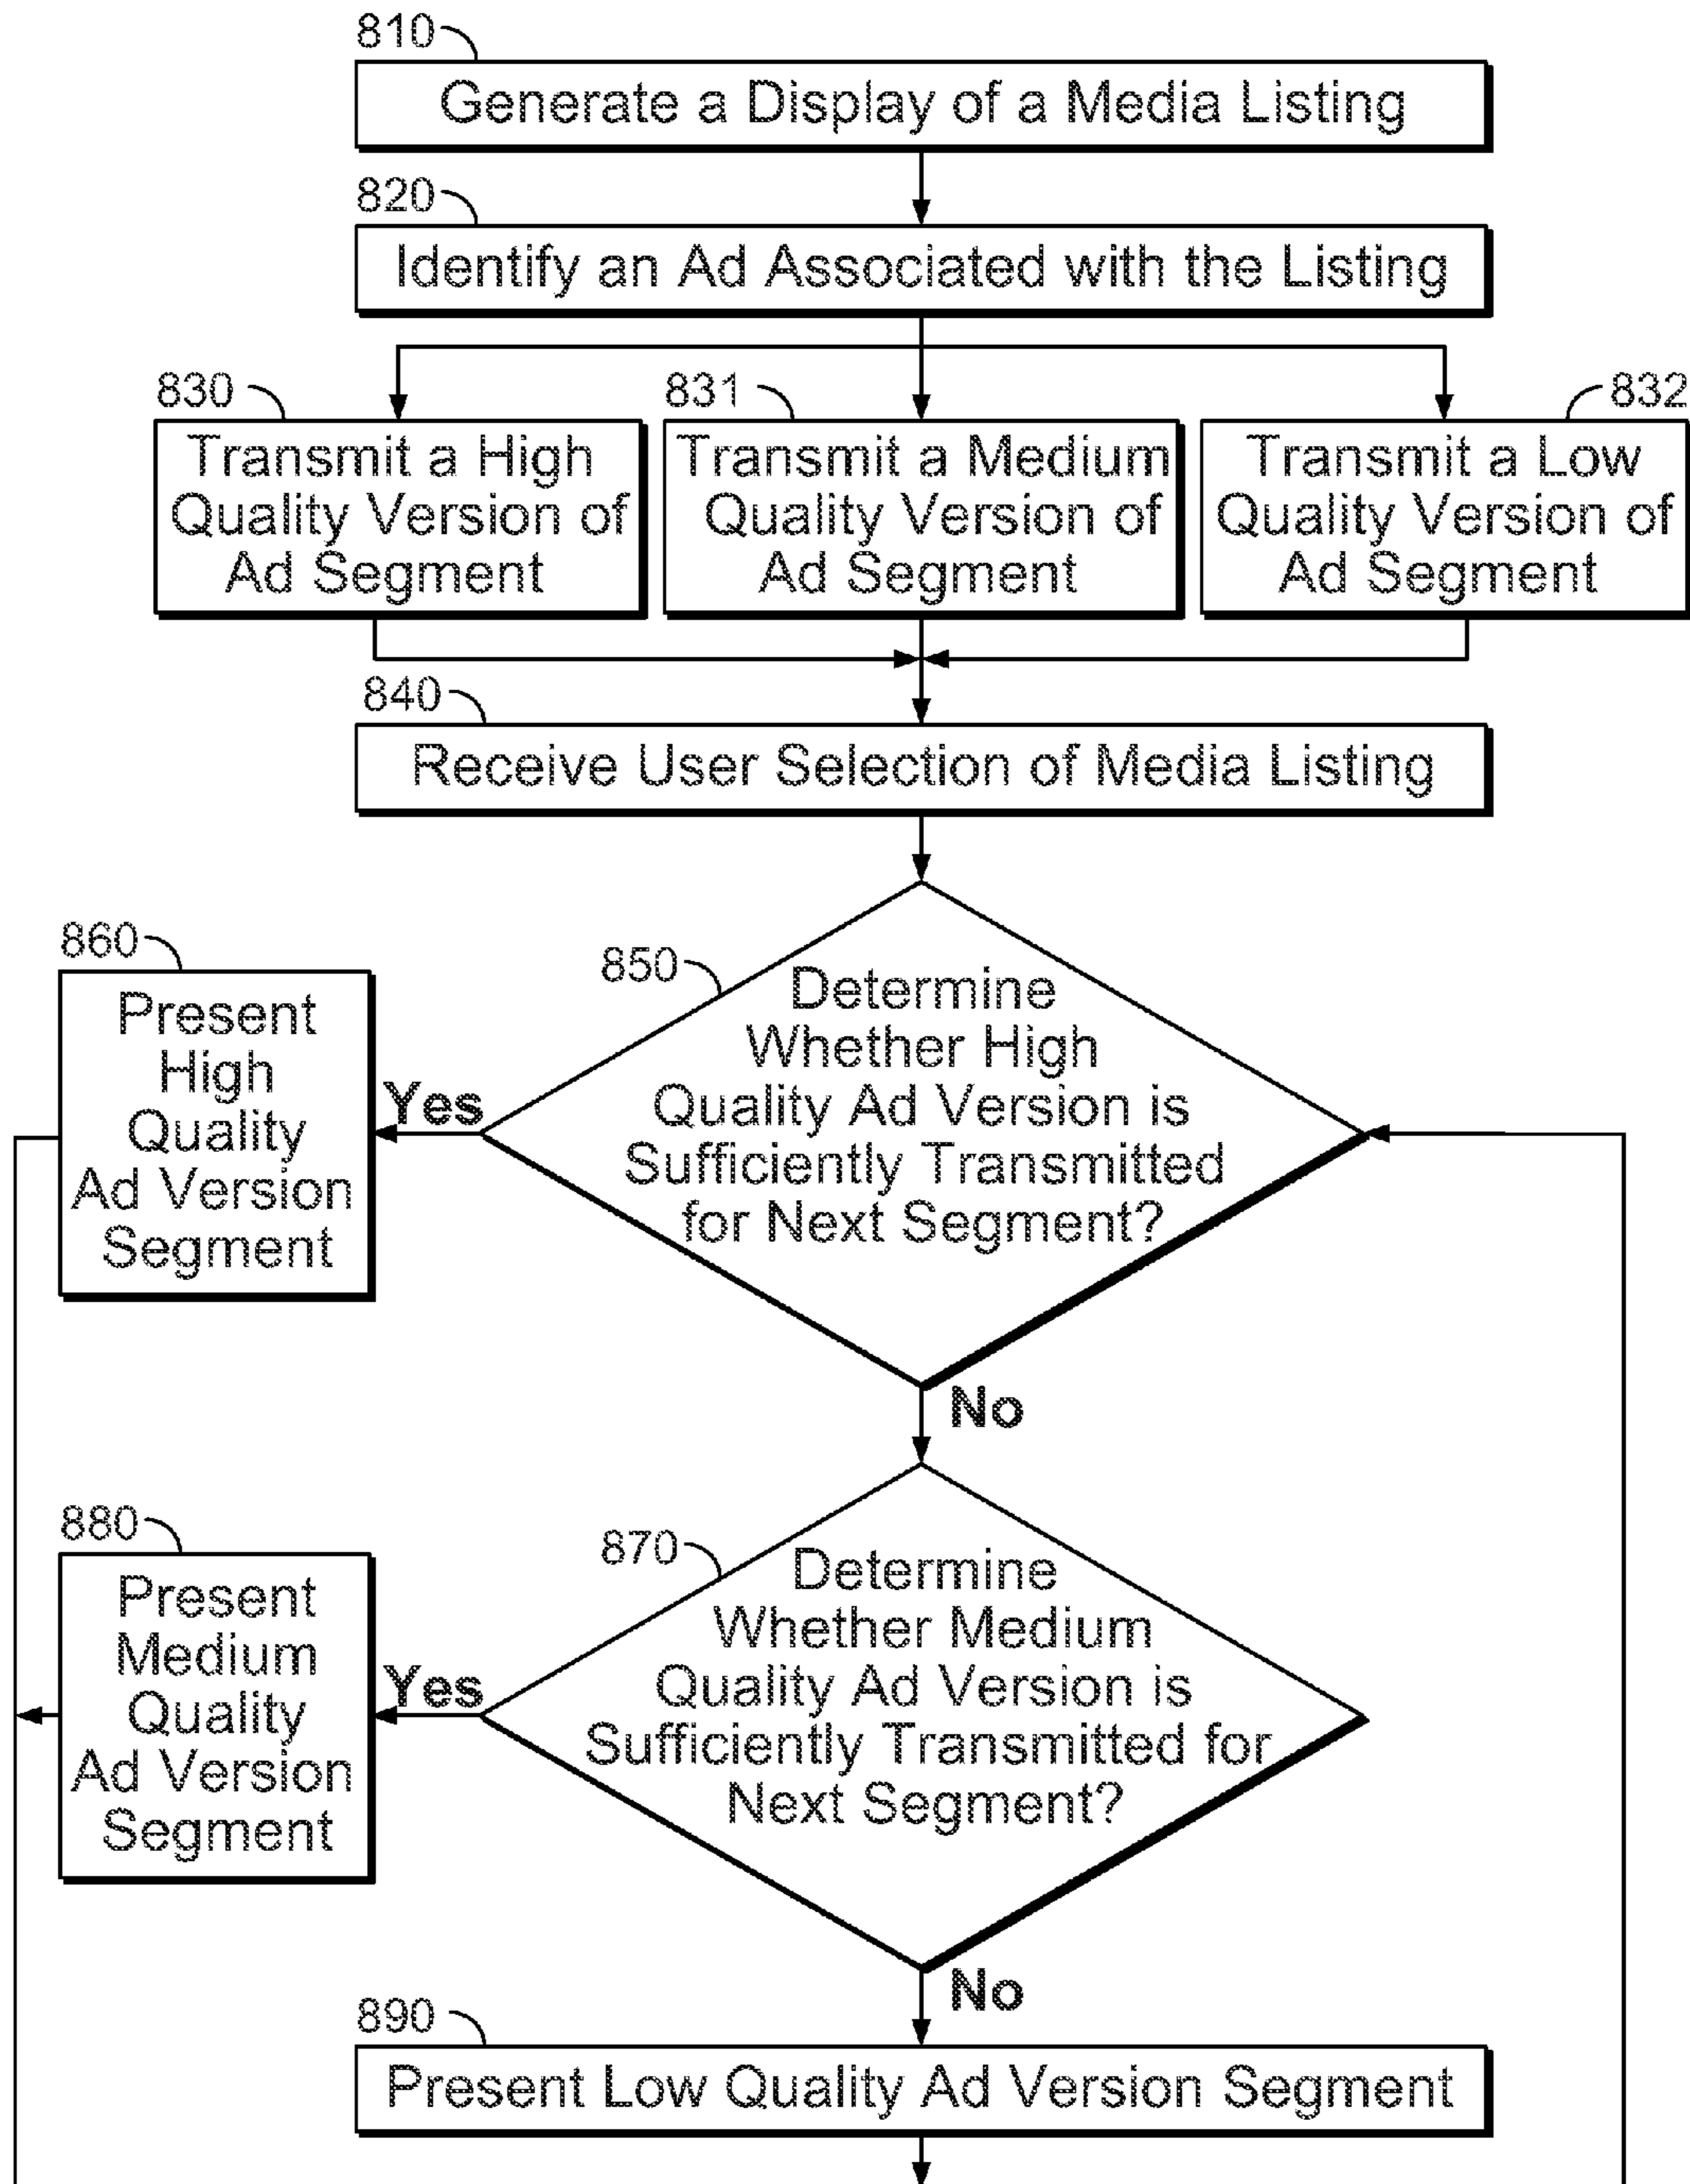 810
Generate a Display of a Media Listing
820
Identify an Ad Associated with the Listing
830
Transmit a High
Quality Version of
Ad Segment
831
Transmit a Medium
Quality Version of
Ad Segment
832
Transmit a Low
Quality Version of
Ad Segment
840
Receive User Selection of Media Listing
850
Determine
Whether High
Quality Ad Version is
Sufficiently Transmitted
for Next Segment?
Yes
860
Present
High
Quality
Ad Version
Segment
No
870
Determine
Whether Medium
Quality Ad Version is
Sufficiently Transmitted for
Next Segment?
Yes
880
Present
Medium
Quality
Ad Version
Segment
No
890
Present Low Quality Ad Version Segment